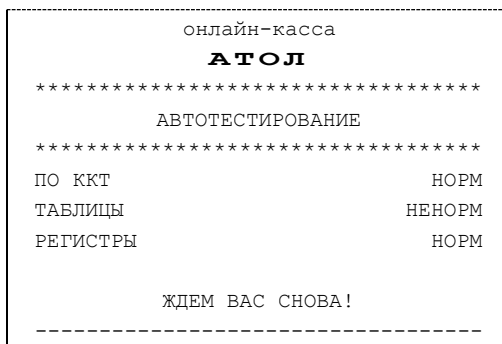 онлайн-касса
АТОЛ
***********************************
АВТОТЕСТИРОВАНИЕ
***********************************
ПО ККТ НОРМ
ТАБЛИЦЫ НЕНОРМ
РЕГИСТРЫ НОРМ
ЖДЕМ ВАС СНОВА!
-----------------------------------